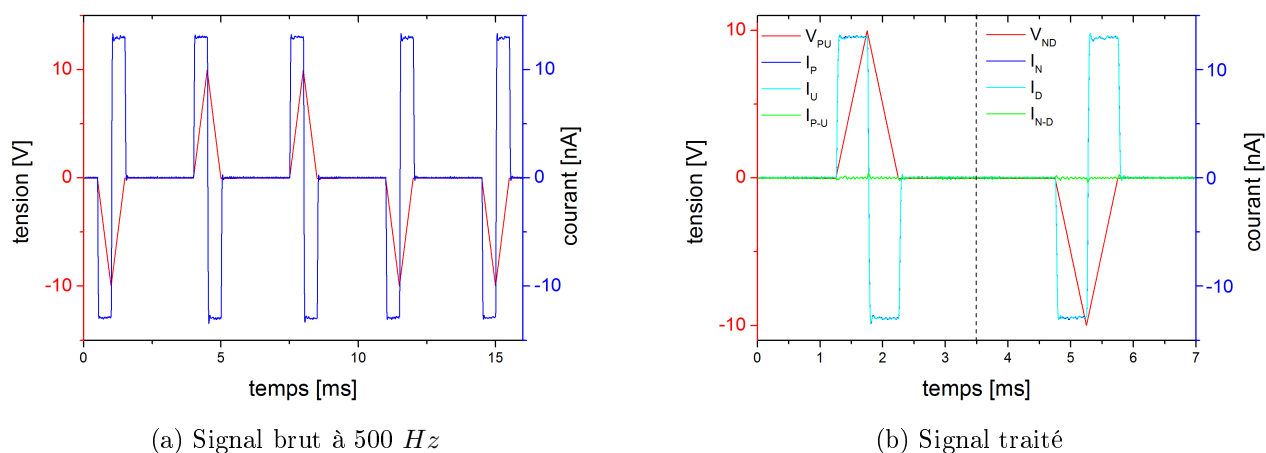 10
0
-10
tension [V]
10
0
-10
courant [nA]
0 5 10 15
temps [ms]
(a) Signal brut à 500 Hz
10
0
-10
tension [V]
V_PU
I_P
I_U
I_P-U
V_ND
I_N
I_D
I_N-D
10
0
-10
courant [nA]
0 1 2 3 4 5 6 7
temps [ms]
(b) Signal traité